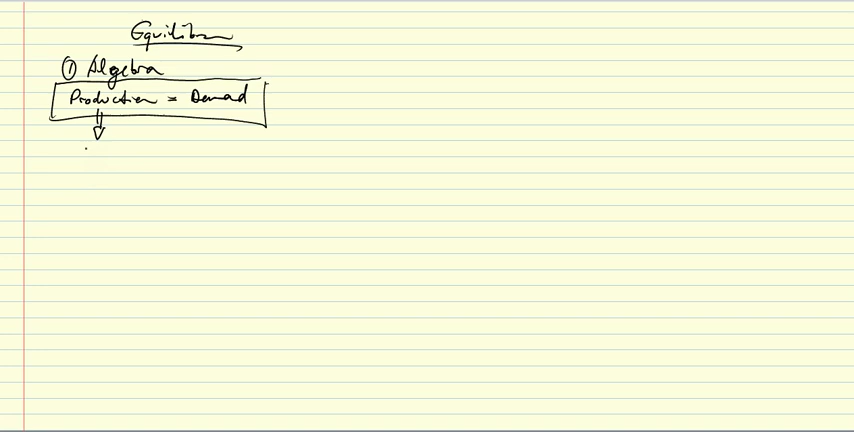 Equilibrium
① Algebra
Production = Demand